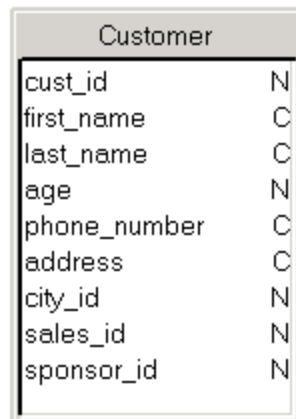 Customer
cust_id N
first_name C
last_name C
age N
phone_number C
address C
city_id N
sales_id N
sponsor_id N